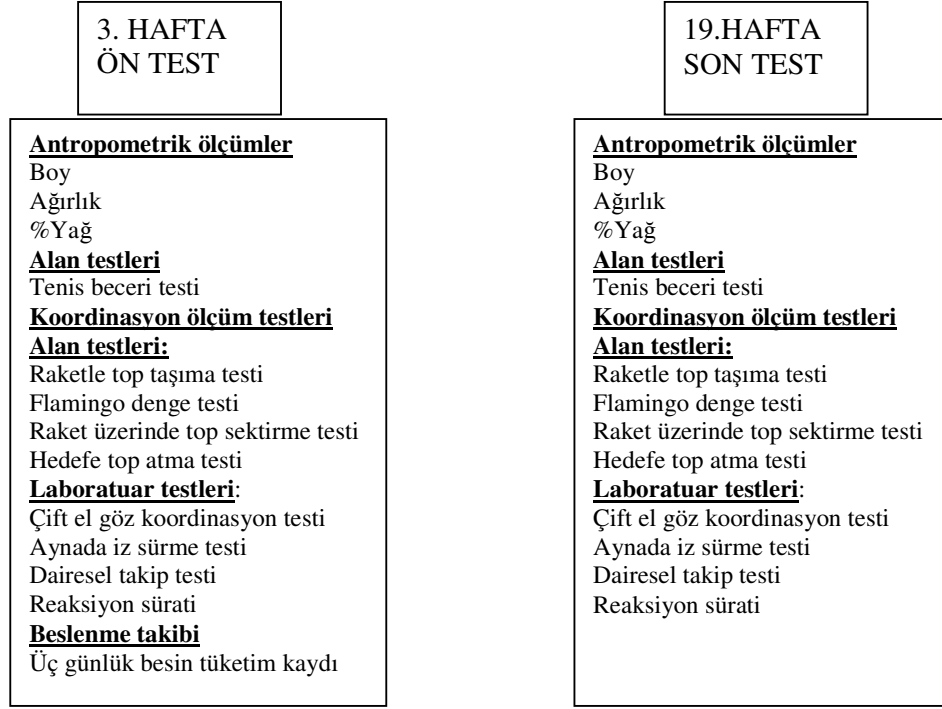 3. HAFTA
ÖN TEST
Antropometrik ölçümler
Boy
Ağırlık
%Yağ
Alan testleri
Tenis beceri testi
Koordinasyon ölçüm testleri
Alan testleri:
Raketle top taşıma testi
Flamingo denge testi
Raket üzerinde top sektirme testi
Hedefe top atma testi
Laboratuar testleri:
Çift el göz koordinasyon testi
Aynada iz sürme testi
Dairesel takip testi
Reaksiyon sürati
Beslenme takibi
Üç günlük besin tüketim kaydı
19.HAFTA
SON TEST
Antropometrik ölçümler
Boy
Ağırlık
%Yağ
Alan testleri
Tenis beceri testi
Koordinasyon ölçüm testleri
Alan testleri:
Raketle top taşıma testi
Flamingo denge testi
Raket üzerinde top sektirme testi
Hedefe top atma testi
Laboratuar testleri:
Çift el göz koordinasyon testi
Aynada iz sürme testi
Dairesel takip testi
Reaksiyon sürati